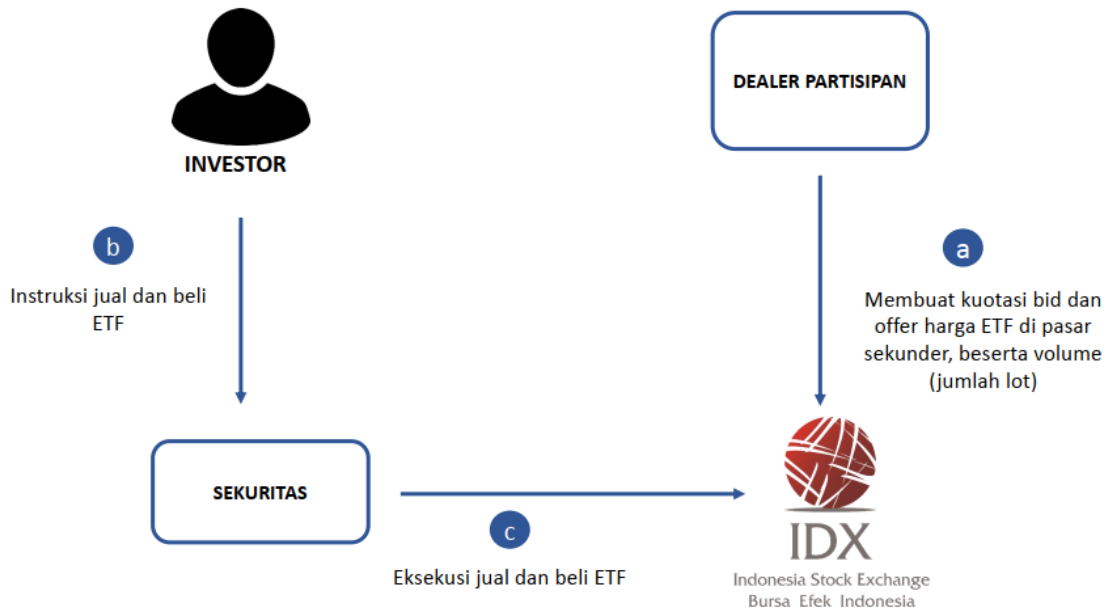 INVESTOR
DEALER PARTISIPAN
b
Instruksi jual dan beli
ETF
a
Membuat kuotasi bid dan
offer harga ETF di pasar
sekunder, beserta volume
(jumlah lot)
SEKURITAS
c
Eksekusi jual dan beli ETF
IDX
Indonesia Stock Exchange
Bursa Efek Indonesia